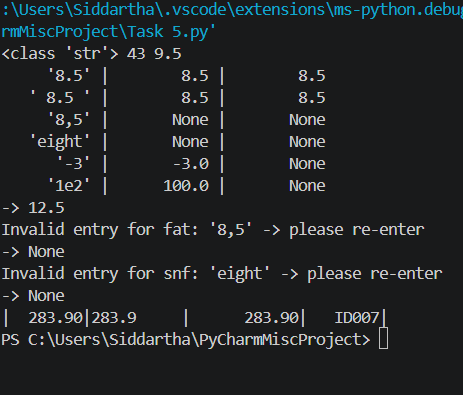 :\Users\Siddartha\.vscode\extensions\ms-python.debug
rmMiscProject\Task 5.py'
<class 'str'> 43 9.5
     '8.5' |       8.5 |       8.5
   ' 8.5 ' |       8.5 |       8.5
     '8,5' |      None |      None
   'eight' |      None |      None
      '-3' |      -3.0 |      None
     '1e2' |     100.0 |      None
-> 12.5
Invalid entry for fat: '8,5' -> please re-enter
-> None
Invalid entry for snf: 'eight' -> please re-enter
-> None
|  283.90|283.9     |      283.90|   ID007|
PS C:\Users\Siddartha\PyCharmMiscProject>